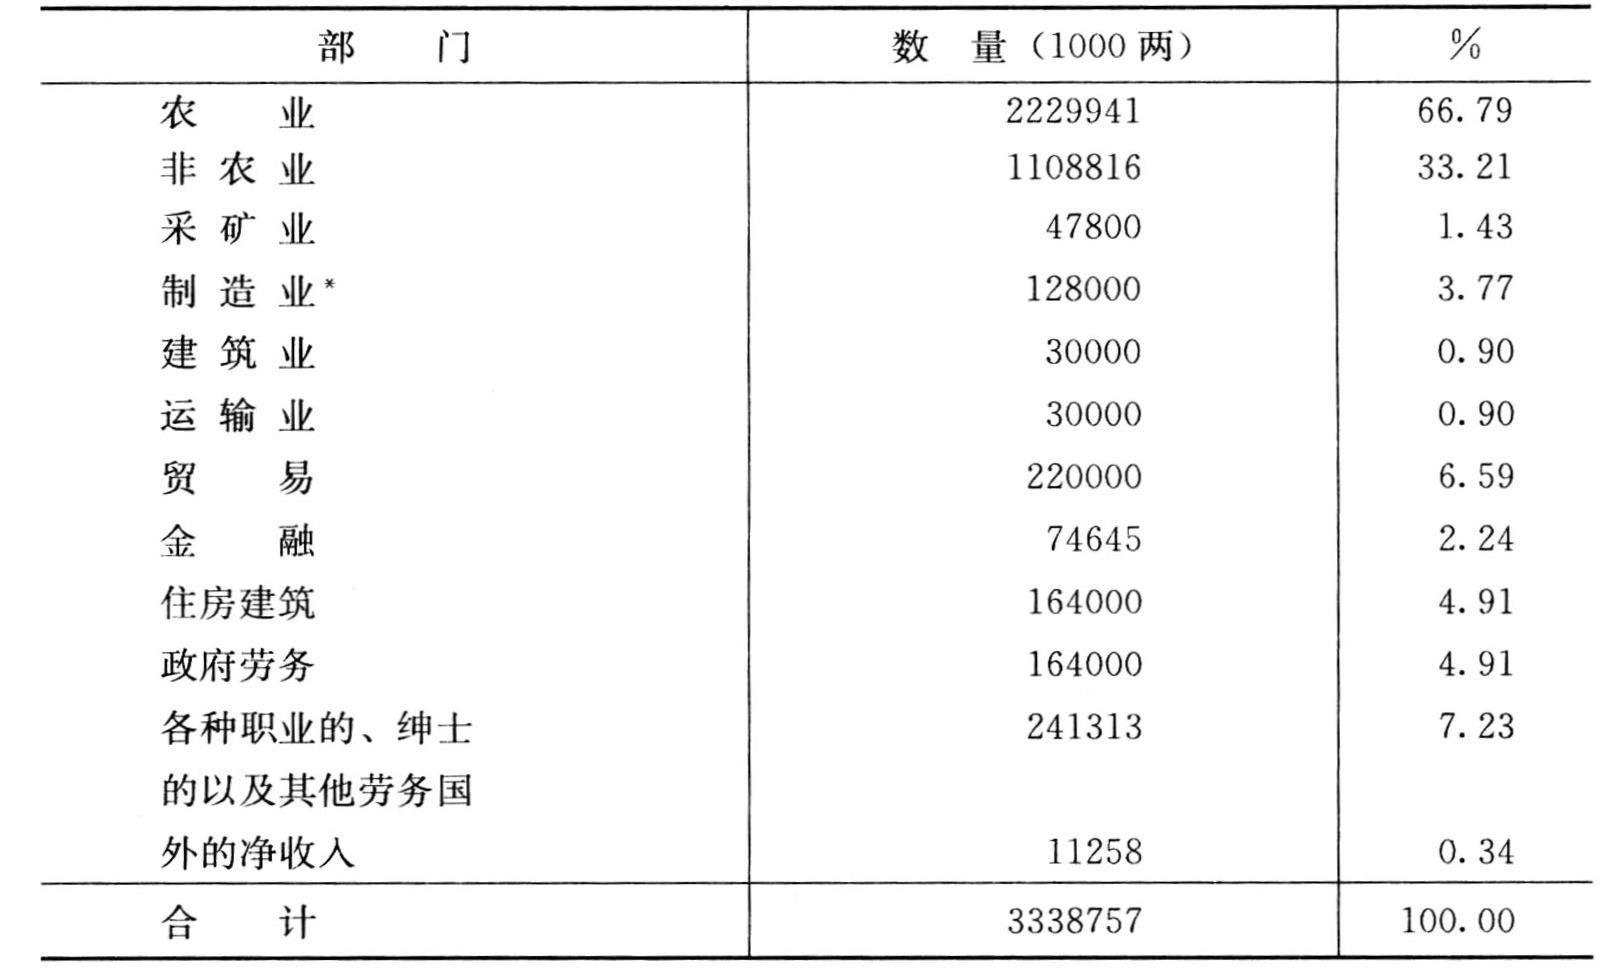 部 门 数 量(1000两) %
农 业 2229941 66.79
非农业 1108816 33.21
采矿业 47800 1.43
制造业* 128000 3.77
建筑业 30000 0.90
运输业 30000 0.90
贸 易 220000 6.59
金 融 74645 2.24
住房建筑 164000 4.91
政府劳务 164000 4.91
各种职业的、绅士 241313 7.23
的以及其他劳务国
外的净收入 11258 0.34
合 计 3338757 100.00